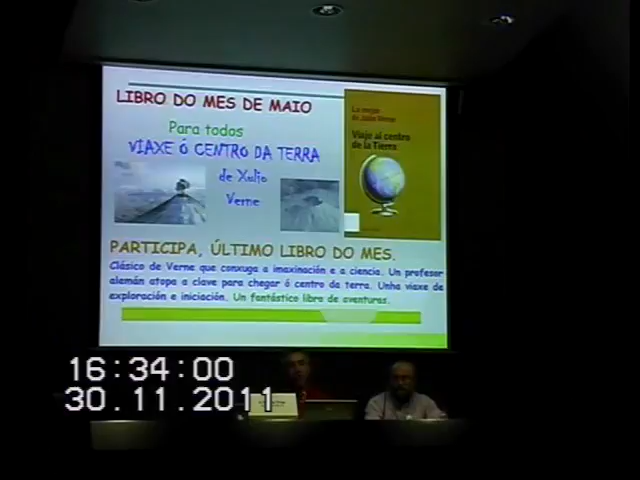 LIBRO DO MES DE MAIO
Para todos
VIAXE Ó CENTRO DA TERRA
de Xulio
Verne
Lo mejor
de Julio Verne
Viaje al centro
de la Tierra
PARTICIPA, ÚLTIMO LIBRO DO MES.
Clásico de Verne que conxuga a imaxinación e a ciencia. Un profesor
alemán atopa a clave para chegar ó centro da terra. Unha viaxe de
exploración e iniciación. Un fantástico libro de aventuras.
16:34:00
30.11.2011